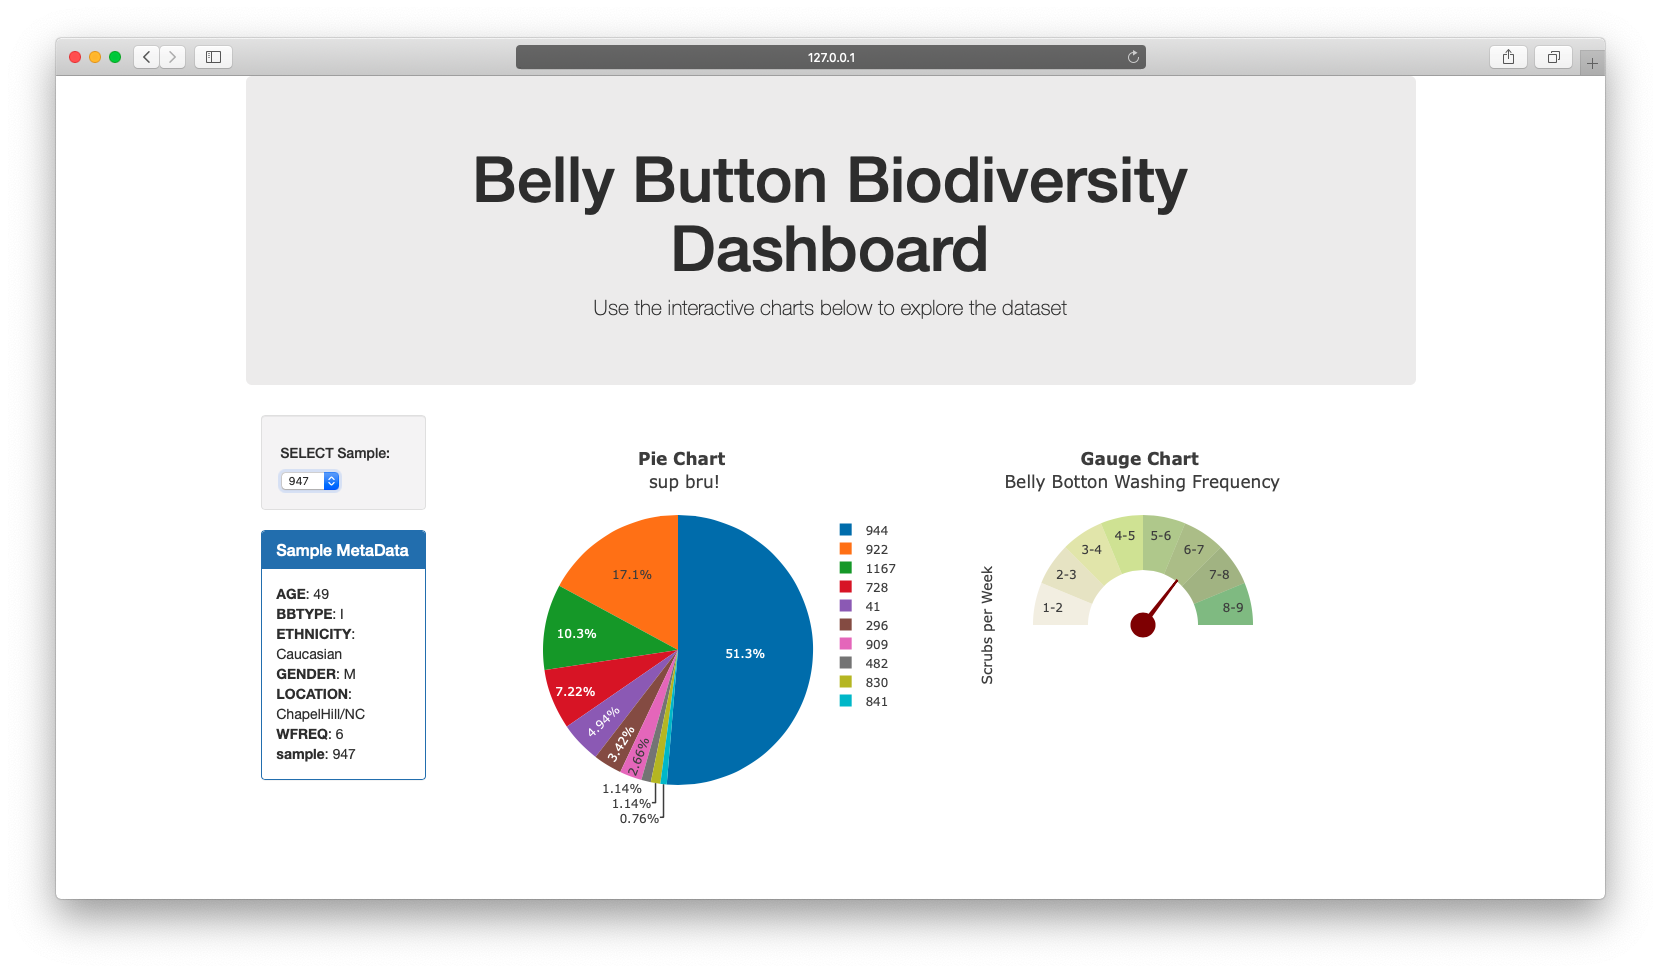 127.0.0.1
Belly Button Biodiversity
Dashboard
Use the interactive charts below to explore the dataset
SELECT Sample:
947
Sample MetaData
AGE: 49
BBTYPE: I
ETHNICITY:
Caucasian
GENDER: M
LOCATION:
ChapelHill/NC
WFREQ: 6
sample: 947
Pie Chart
sup bru!
51.3%
17.1%
10.3%
7.22%
4.94%
3.42%
2.66%
1.14%
1.14%
0.76%
944
922
1167
728
41
296
909
482
830
841
Gauge Chart
Belly Botton Washing Frequency
Scrubs per Week
1-2
2-3
3-4
4-5
5-6
6-7
7-8
8-9